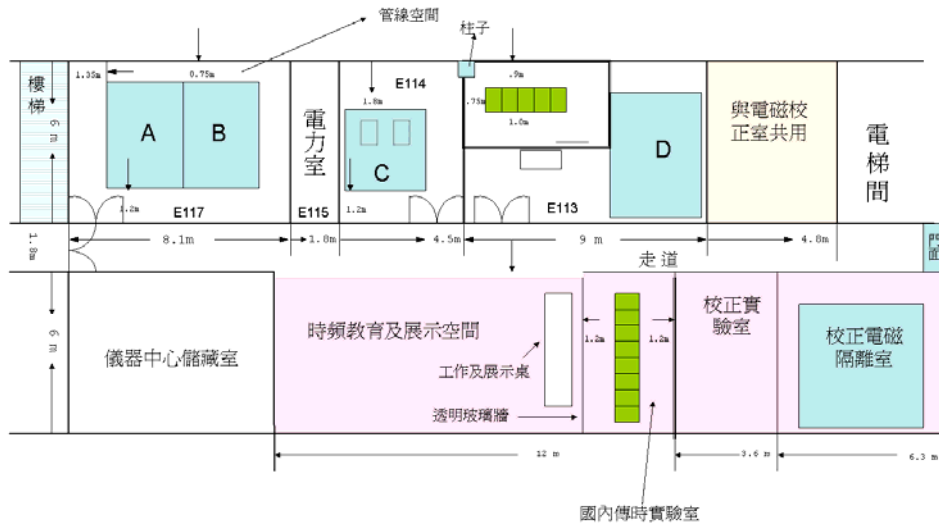 管線空間
柱子
樓梯
6 m
1.35m
0.75m
A
B
1.2m
E117
電力室
E115
E114
1.8m
C
1.2m
.9m
.75m
1.0m
E113
D
與電磁校
正室共用
電梯間
8.1m
1.8m
4.5m
9 m
4.8m
1.8m
走道
門面
6 m
儀器中心儲藏室
時頻教育及展示空間
工作及展示桌
透明玻璃牆
1.2m
1.2m
校正實
驗室
校正電磁
隔離室
12 m
3.6 m
6.3 m
國內傳時實驗室